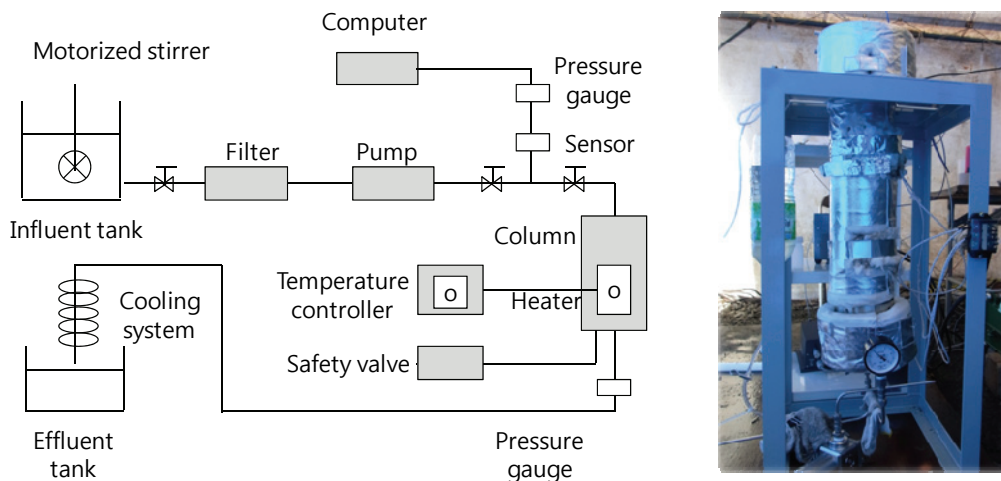 Computer
Motorized stirrer
Pressure
gauge
Sensor
Filter
Pump
Influent tank
Column
Temperature
controller
O
Heater
O
Cooling
system
Safety valve
Effluent
tank
Pressure
gauge